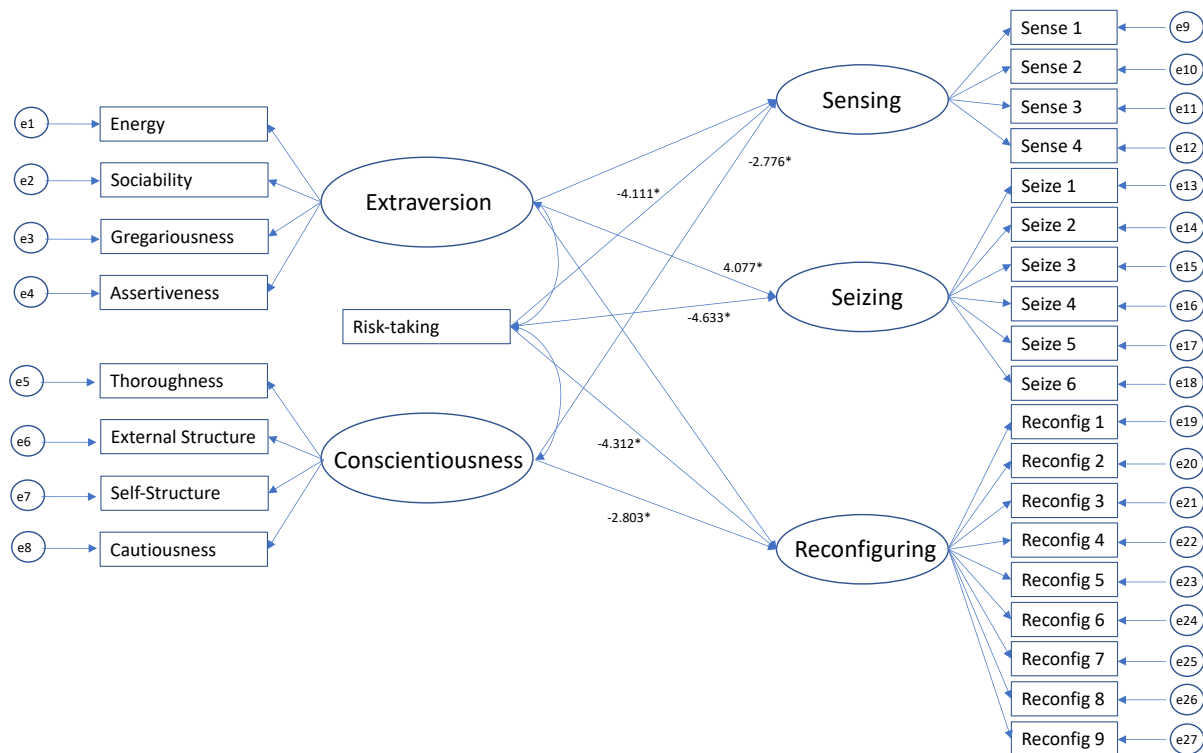 e1
Energy
e2
Sociability
e3
Gregariousness
e4
Assertiveness
Extraversion
Risk-taking
e5
Thoroughness
e6
External Structure
e7
Self-Structure
e8
Cautiousness
Conscientiousness
-2.776*
-4.111*
4.077*
-4.633*
-4.312*
-2.803*
Sensing
Seizing
Reconfiguring
Sense 1
e9
Sense 2
e10
Sense 3
e11
Sense 4
e12
Seize 1
e13
Seize 2
e14
Seize 3
e15
Seize 4
e16
Seize 5
e17
Seize 6
e18
Reconfig 1
e19
Reconfig 2
e20
Reconfig 3
e21
Reconfig 4
e22
Reconfig 5
e23
Reconfig 6
e24
Reconfig 7
e25
Reconfig 8
e26
Reconfig 9
e27